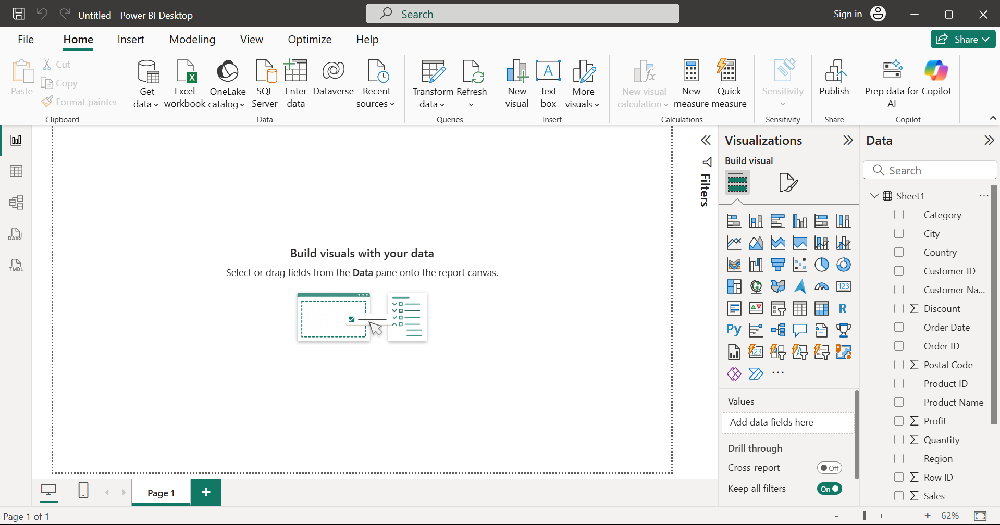 Untitled - Power BI Desktop
Search
Sign in
File Home Insert Modeling View Optimize Help
Share
Paste
Cut
Copy
Format painter
Clipboard
Get data
Excel workbook
OneLake catalog
SQL Server
Enter data
Dataverse
Recent sources
Data
Transform data
Refresh
Queries
New visual
Text box
More visuals
Insert
New visual calculation
New measure
Quick measure
Calculations
Sensitivity
Sensitivity
Publish
Share
Prep data for AI
Copilot
Copilot
DAX
TMDL
Build visuals with your data
Select or drag fields from the Data pane onto the report canvas.
Filters
Visualizations
Build visual
123
R
Py
123
Values
Add data fields here
Drill through
Cross-report
Off
Keep all filters
On
Data
Search
Sheet1
Category
City
Country
Customer ID
Customer Na...
Discount
Order Date
Order ID
Postal Code
Product ID
Product Name
Profit
Quantity
Region
Row ID
Sales
Page 1
Page 1 of 1
- + 62%